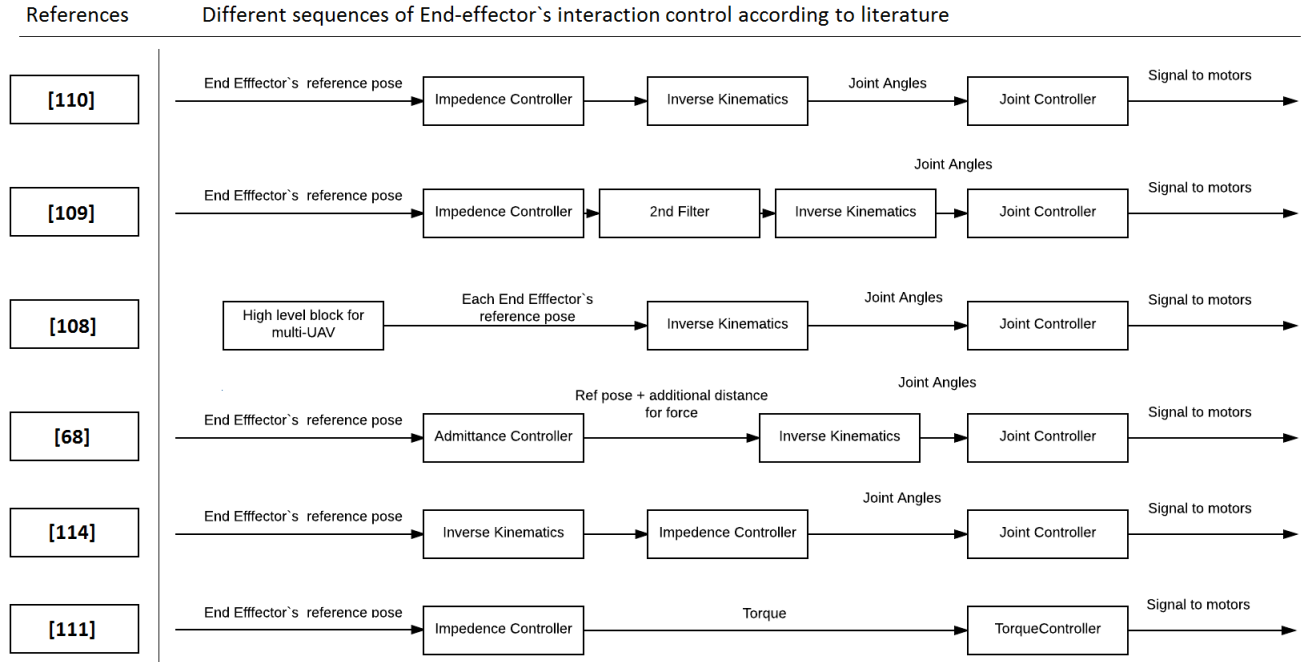 References
Different sequences of End-effector`s interaction control according to literature
[110]
End Efffector`s  reference pose
Impedence Controller
Inverse Kinematics
Joint Angles
Joint Controller
Signal to motors
[109]
End Efffector`s  reference pose
Impedence Controller
2nd Filter
Inverse Kinematics
Joint Angles
Joint Controller
Signal to motors
[108]
High level block for
multi-UAV
Each End Efffector`s
reference pose
Inverse Kinematics
Joint Angles
Joint Controller
Signal to motors
[68]
End Efffector`s  reference pose
Admittance Controller
Ref pose + additional distance
for force
Inverse Kinematics
Joint Angles
Joint Controller
Signal to motors
[114]
End Efffector`s  reference pose
Inverse Kinematics
Impedence Controller
Joint Angles
Joint Controller
Signal to motors
[111]
End Efffector`s  reference pose
Impedence Controller
Torque
TorqueController
Signal to motors